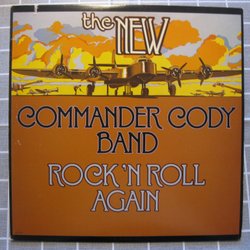 the NEW
COMMANDER CODY
BAND
ROCK 'N ROLL
AGAIN